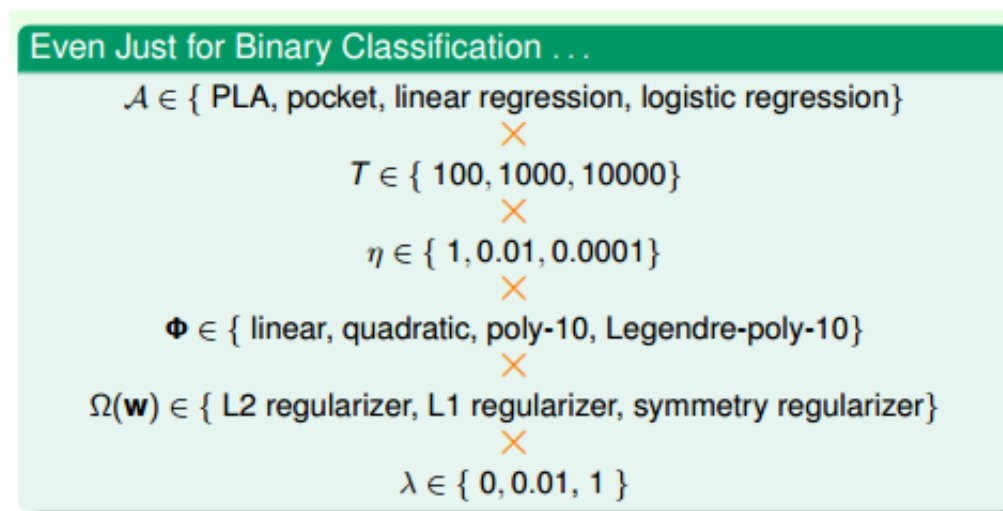 Even Just for Binary Classification . . .
𝒜 ∈ { PLA, pocket, linear regression, logistic regression}
×
T ∈ { 100, 1000, 10000}
×
η ∈ { 1, 0.01, 0.0001}
×
Φ ∈ { linear, quadratic, poly-10, Legendre-poly-10}
×
Ω(w) ∈ { L2 regularizer, L1 regularizer, symmetry regularizer}
×
λ ∈ { 0, 0.01, 1 }